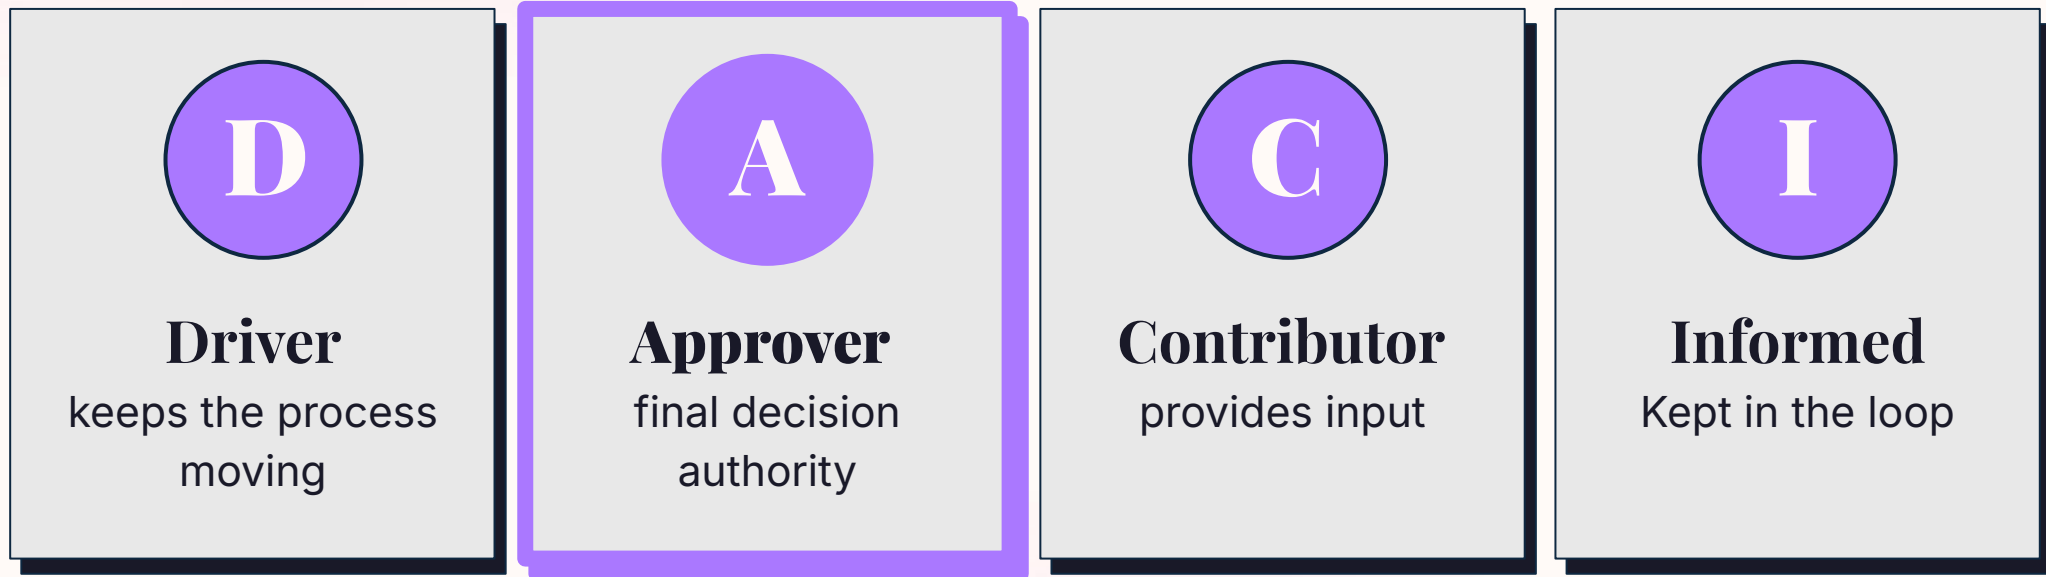 D
Driver
keeps the process
moving
A
Approver
final decision
authority
C
Contributor
provides input
I
Informed
Kept in the loop